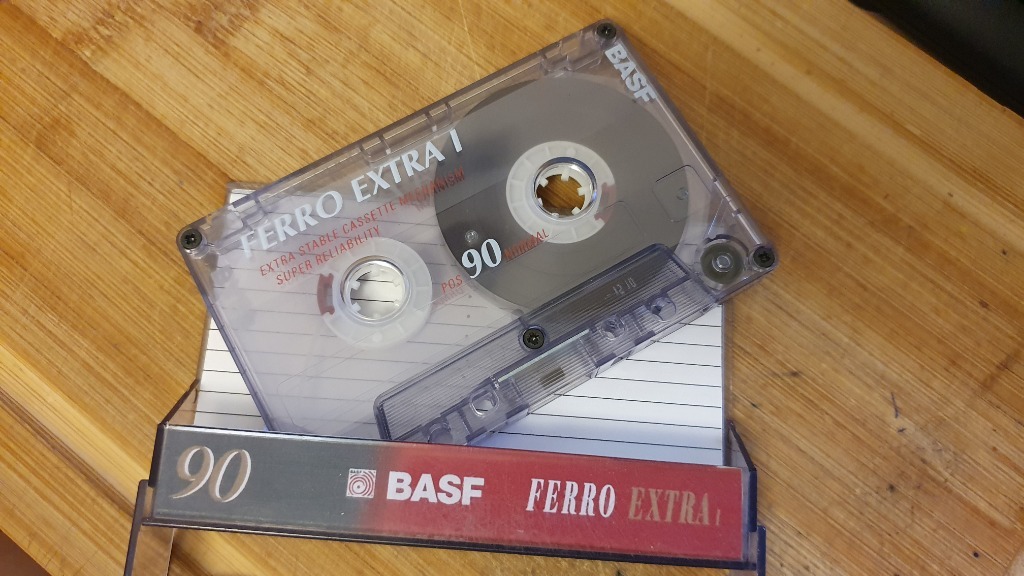 BASF
FERRO EXTRA I
EXTRA STABLE CASSETTE MECHANISM
SUPER RELIABILITY
POS 90 NORMAL
90 BASF FERRO EXTRA I